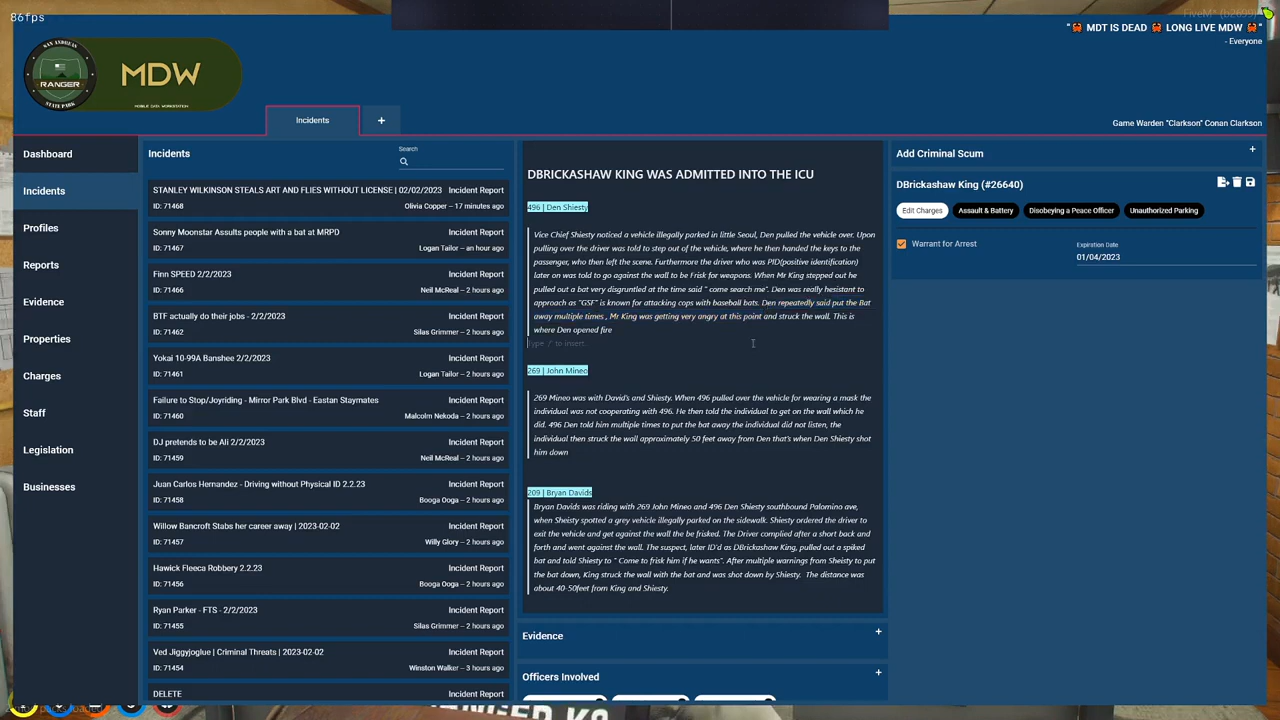 86fps
FiveM* (b2699)
" MDT IS DEAD LONG LIVE MDW "
- Everyone
SAN ANDREAS
RANGER
STATE PARK
MDW
MOBILE DATA WORKSTATION
Incidents
+
Game Warden "Clarkson" Conan Clarkson
Dashboard
Incidents
Profiles
Reports
Evidence
Properties
Charges
Staff
Legislation
Businesses
Incidents
Search
STANLEY WILKINSON STEALS ART AND FLIES WITHOUT LICENSE | 02/02/2023 Incident Report
ID: 71468 Olivia Copper – 17 minutes ago
Sonny Moonstar Assults people with a bat at MRPD Incident Report
ID: 71467 Logan Tailor – an hour ago
Finn SPEED 2/2/2023 Incident Report
ID: 71466 Neil McReal – 2 hours ago
BTF actually do their jobs - 2/2/2023 Incident Report
ID: 71462 Silas Grimmer – 2 hours ago
Yokai 10-99A Banshee 2/2/2023 Incident Report
ID: 71461 Logan Tailor – 2 hours ago
Failure to Stop/Joyriding - Mirror Park Blvd - Eastan Staymates Incident Report
ID: 71460 Malcolm Nekoda – 2 hours ago
DJ pretends to be Ali 2/2/2023 Incident Report
ID: 71459 Neil McReal – 2 hours ago
Juan Carlos Hernandez - Driving without Physical ID 2.2.23 Incident Report
ID: 71458 Booga Ooga – 2 hours ago
Willow Bancroft Stabs her career away | 2023-02-02 Incident Report
ID: 71457 Willy Glory – 2 hours ago
Hawick Fleeca Robbery 2.2.23 Incident Report
ID: 71456 Booga Ooga – 2 hours ago
Ryan Parker - FTS - 2/2/2023 Incident Report
ID: 71455 Silas Grimmer – 2 hours ago
Ved Jiggyjoglue | Criminal Threats | 2023-02-02 Incident Report
ID: 71454 Winston Walker – 3 hours ago
DELETE Incident Report
DBRICKASHAW KING WAS ADMITTED INTO THE ICU
496 | Den Shiesty
Vice Chief Shiesty noticed a vehicle illegally parked in little Seoul, Den pulled the vehicle over. Upon
pulling over the driver was told to step out of the vehicle, where he then handed the keys to the
passenger, who then left the scene. Furthermore the driver who was PID(positive identification)
later on was told to go against the wall to be Frisk for weapons. When Mr King stepped out he
pulled out a bat very disgruntled at the time said " come search me". Den was really hesistant to
approach as "GSF" is known for attacking cops with baseball bats. Den repeatedly said put the Bat
away multiple times , Mr King was getting very angry at this point and struck the wall. This is
where Den opened fire
Type '/' to insert...
269 | John Mineo
269 Mineo was with David's and Shiesty. When 496 pulled over the vehicle for wearing a mask the
individual was not cooperating with 496. He then told the individual to get on the wall which he
did. 496 Den told him multiple times to put the bat away the individual did not listen, the
individual then struck the wall approximately 50 feet away from Den that's when Den Shiesty shot
him down
209 | Bryan Davids
Bryan Davids was riding with 269 John Mineo and 496 Den Shiesty southbound Palomino ave,
when Sheisty spotted a grey vehicle illegally parked on the sidewalk. Shiesty ordered the driver to
exit the vehicle and get against the wall the be frisked. The Driver complied after a short back and
forth and went against the wall. The suspect, later ID'd as DBrickashaw King, pulled out a spiked
bat and told Shiesty to " Come to frisk him if he wants". After multiple warnings from Sheisty to put
the bat down, King struck the wall with the bat and was shot down by Shiesty. The distance was
about 40-50feet from King and Shiesty.
Evidence +
Officers Involved +
Add Criminal Scum +
DBrickashaw King (#26640)
Edit Charges Assault & Battery Disobeying a Peace Officer Unauthorized Parking
Warrant for Arrest
Expiration Date
01/04/2023